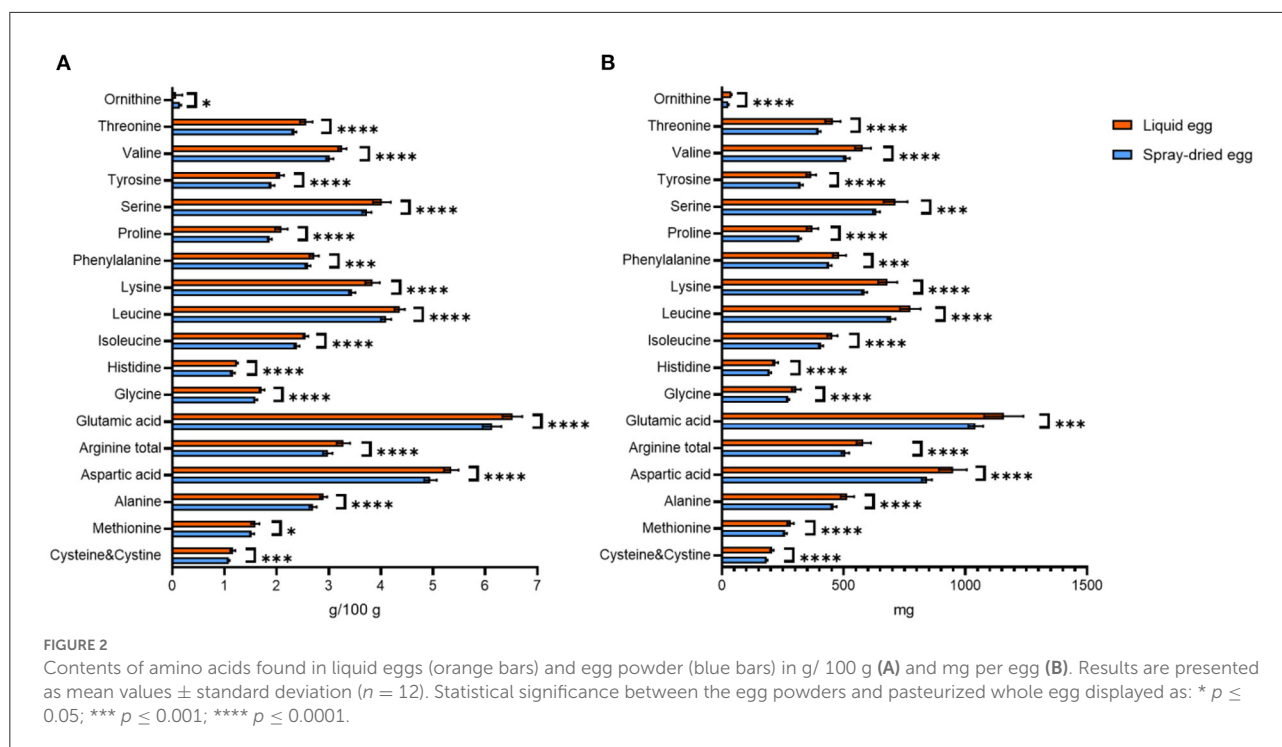 A
Ornithine
*
Threonine
****
Valine
****
Tyrosine
****
Serine
****
Proline
****
Phenylalanine
***
Lysine
****
Leucine
****
Isoleucine
****
Histidine
****
Glycine
****
Glutamic acid
****
Arginine total
****
Aspartic acid
****
Alanine
****
Methionine
*
Cysteine&Cystine
***
0 1 2 3 4 5 6 7
g/100 g
B
Ornithine
****
Threonine
****
Valine
****
Tyrosine
****
Serine
***
Proline
****
Phenylalanine
***
Lysine
****
Leucine
****
Isoleucine
****
Histidine
****
Glycine
****
Glutamic acid
***
Arginine total
****
Aspartic acid
****
Alanine
****
Methionine
****
Cysteine&Cystine
****
0 500 1000 1500
mg
Liquid egg
Spray-dried egg
FIGURE 2
Contents of amino acids found in liquid eggs (orange bars) and egg powder (blue bars) in g/ 100 g (A) and mg per egg (B). Results are presented
as mean values ± standard deviation (n = 12). Statistical significance between the egg powders and pasteurized whole egg displayed as: * p ≤
0.05; *** p ≤ 0.001; **** p ≤ 0.0001.